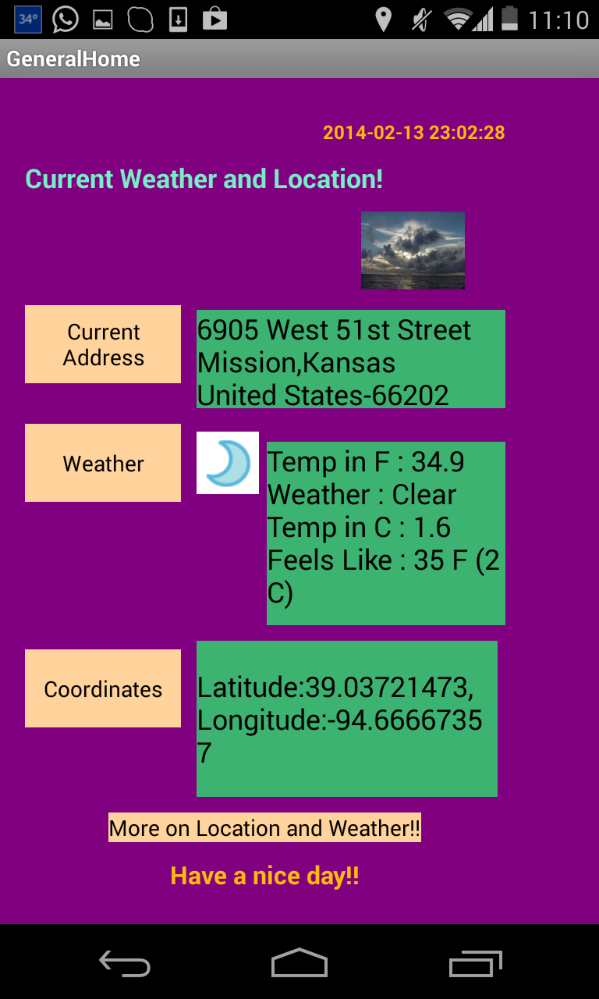 34°
11:10
GeneralHome
2014-02-13 23:02:28
Current Weather and Location!
Current
Address
6905 West 51st Street
Mission,Kansas
United States-66202
Weather
Temp in F : 34.9
Weather : Clear
Temp in C : 1.6
Feels Like : 35 F (2
C)
Coordinates
Latitude:39.03721473,
Longitude:-94.6666735
7
More on Location and Weather!!
Have a nice day!!